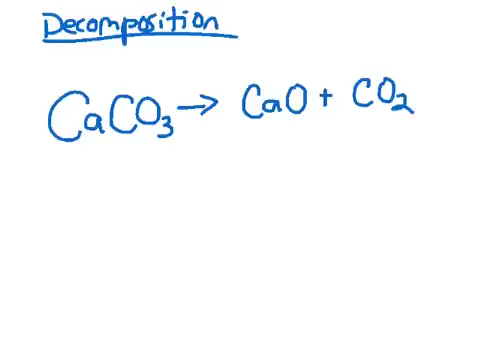 Decomposition
CaCO₃ → CaO + CO₂